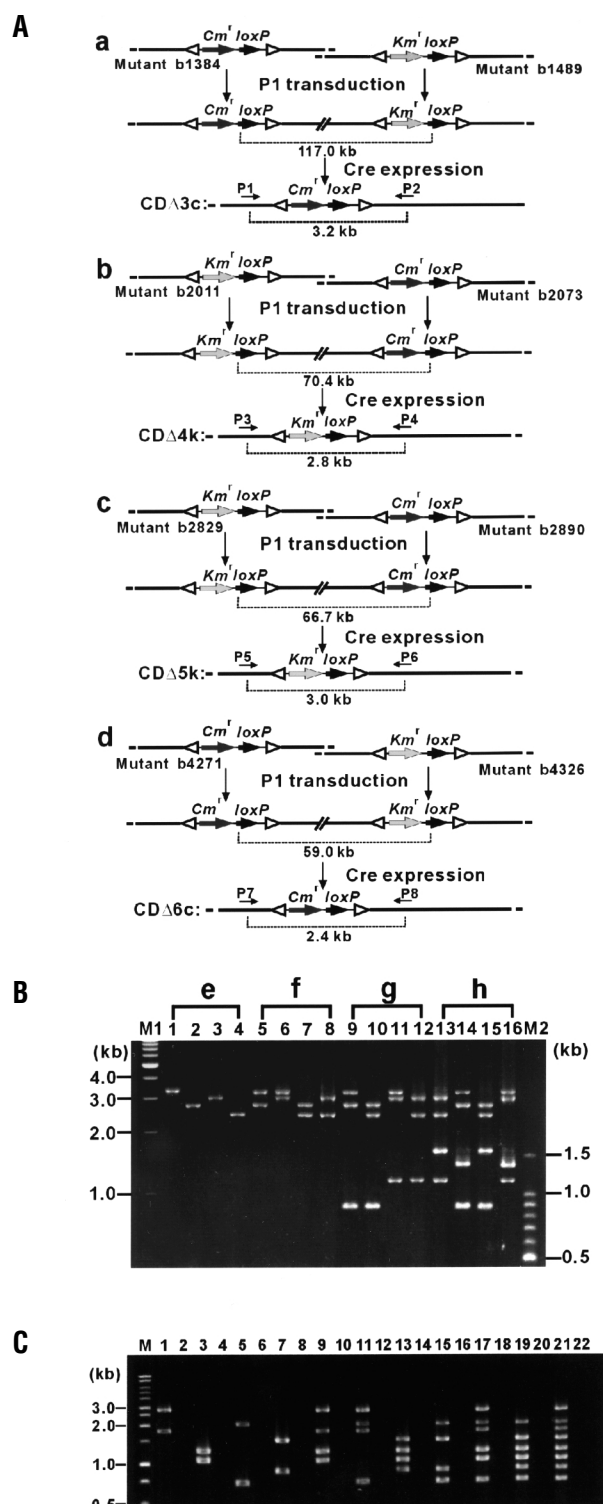 A
a
Cmʳ loxP Kmʳ loxP
Mutant b1384 Mutant b1489
P1 transduction
Cmʳ loxP Kmʳ loxP
117.0 kb
Cre expression
CDΔ3c: P1 Cmʳ loxP P2
3.2 kb
b
Kmʳ loxP Cmʳ loxP
Mutant b2011 Mutant b2073
P1 transduction
Kmʳ loxP Cmʳ loxP
70.4 kb
Cre expression
CDΔ4k: P3 Kmʳ loxP P4
2.8 kb
c
Kmʳ loxP Cmʳ loxP
Mutant b2829 Mutant b2890
P1 transduction
Kmʳ loxP Cmʳ loxP
66.7 kb
Cre expression
CDΔ5k: P5 Kmʳ loxP P6
3.0 kb
d
Cmʳ loxP Kmʳ loxP
Mutant b4271 Mutant b4326
P1 transduction
Cmʳ loxP Kmʳ loxP
59.0 kb
Cre expression
CDΔ6c: P7 Cmʳ loxP P8
2.4 kb
B
e f g h
M1 1 2 3 4 5 6 7 8 9 10 11 12 13 14 15 16 M2
(kb) (kb)
4.0
3.0
2.0
1.5
1.0 1.0
0.5
C
M 1 2 3 4 5 6 7 8 9 10 11 12 13 14 15 16 17 18 19 20 21 22
(kb)
3.0
2.0
1.0
0.5